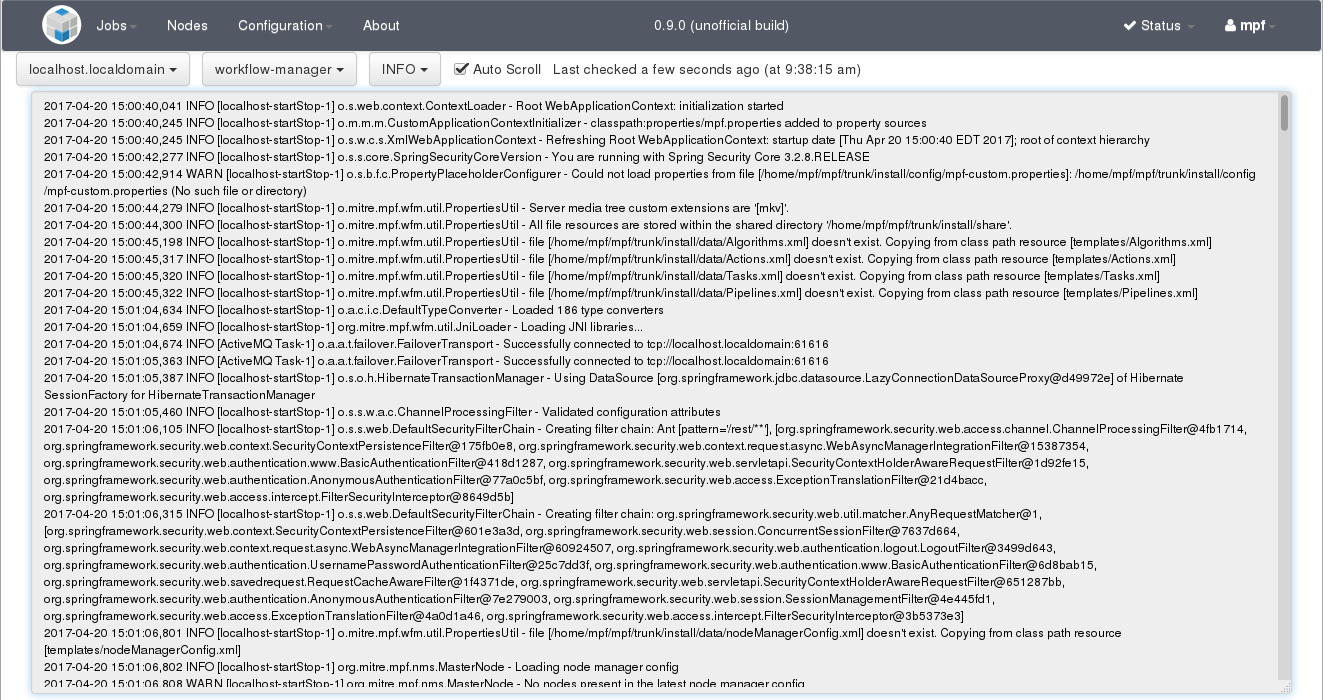 Jobs Nodes Configuration About 0.9.0 (unofficial build) Status mpf
localhost.localdomain workflow-manager INFO Auto Scroll Last checked a few seconds ago (at 9:38:15 am)
2017-04-20 15:00:40,041 INFO [localhost-startStop-1] o.s.web.context.ContextLoader - Root WebApplicationContext: initialization started
2017-04-20 15:00:40,245 INFO [localhost-startStop-1] o.m.m.m.CustomApplicationContextInitializer - classpath:properties/mpf.properties added to property sources
2017-04-20 15:00:40,245 INFO [localhost-startStop-1] o.s.w.c.s.XmlWebApplicationContext - Refreshing Root WebApplicationContext: startup date [Thu Apr 20 15:00:40 EDT 2017]; root of context hierarchy
2017-04-20 15:00:42,277 INFO [localhost-startStop-1] o.s.s.core.SpringSecurityCoreVersion - You are running with Spring Security Core 3.2.8.RELEASE
2017-04-20 15:00:42,914 WARN [localhost-startStop-1] o.s.b.f.c.PropertyPlaceholderConfigurer - Could not load properties from file [/home/mpf/mpf/trunk/install/config/mpf-custom.properties]: /home/mpf/mpf/trunk/install/config
/mpf-custom.properties (No such file or directory)
2017-04-20 15:00:44,279 INFO [localhost-startStop-1] o.mitre.mpf.wfm.util.PropertiesUtil - Server media tree custom extensions are '[mkv]'.
2017-04-20 15:00:44,300 INFO [localhost-startStop-1] o.mitre.mpf.wfm.util.PropertiesUtil - All file resources are stored within the shared directory '/home/mpf/mpf/trunk/install/share'.
2017-04-20 15:00:45,198 INFO [localhost-startStop-1] o.mitre.mpf.wfm.util.PropertiesUtil - file [/home/mpf/mpf/trunk/install/data/Algorithms.xml] doesn't exist. Copying from class path resource [templates/Algorithms.xml]
2017-04-20 15:00:45,317 INFO [localhost-startStop-1] o.mitre.mpf.wfm.util.PropertiesUtil - file [/home/mpf/mpf/trunk/install/data/Actions.xml] doesn't exist. Copying from class path resource [templates/Actions.xml]
2017-04-20 15:00:45,320 INFO [localhost-startStop-1] o.mitre.mpf.wfm.util.PropertiesUtil - file [/home/mpf/mpf/trunk/install/data/Tasks.xml] doesn't exist. Copying from class path resource [templates/Tasks.xml]
2017-04-20 15:00:45,322 INFO [localhost-startStop-1] o.mitre.mpf.wfm.util.PropertiesUtil - file [/home/mpf/mpf/trunk/install/data/Pipelines.xml] doesn't exist. Copying from class path resource [templates/Pipelines.xml]
2017-04-20 15:01:04,634 INFO [localhost-startStop-1] o.a.c.i.c.DefaultTypeConverter - Loaded 186 type converters
2017-04-20 15:01:04,659 INFO [localhost-startStop-1] org.mitre.mpf.wfm.util.JniLoader - Loading JNI libraries...
2017-04-20 15:01:04,674 INFO [ActiveMQ Task-1] o.a.a.t.failover.FailoverTransport - Successfully connected to tcp://localhost.localdomain:61616
2017-04-20 15:01:05,363 INFO [ActiveMQ Task-1] o.a.a.t.failover.FailoverTransport - Successfully connected to tcp://localhost.localdomain:61616
2017-04-20 15:01:05,387 INFO [localhost-startStop-1] o.s.o.h.HibernateTransactionManager - Using DataSource [org.springframework.jdbc.datasource.LazyConnectionDataSourceProxy@d49972e] of Hibernate
SessionFactory for HibernateTransactionManager
2017-04-20 15:01:05,460 INFO [localhost-startStop-1] o.s.s.w.a.c.ChannelProcessingFilter - Validated configuration attributes
2017-04-20 15:01:06,105 INFO [localhost-startStop-1] o.s.s.web.DefaultSecurityFilterChain - Creating filter chain: Ant [pattern='/rest/**'], [org.springframework.security.web.access.channel.ChannelProcessingFilter@4fb1714,
org.springframework.security.web.context.SecurityContextPersistenceFilter@175fb0e8, org.springframework.security.web.context.request.async.WebAsyncManagerIntegrationFilter@15387354,
org.springframework.security.web.authentication.www.BasicAuthenticationFilter@418d1287, org.springframework.security.web.servletapi.SecurityContextHolderAwareRequestFilter@1d92fe15,
org.springframework.security.web.authentication.AnonymousAuthenticationFilter@77a0c5bf, org.springframework.security.web.access.ExceptionTranslationFilter@21d4bacc,
org.springframework.security.web.access.intercept.FilterSecurityInterceptor@8649d5b]
2017-04-20 15:01:06,315 INFO [localhost-startStop-1] o.s.s.web.DefaultSecurityFilterChain - Creating filter chain: org.springframework.security.web.util.matcher.AnyRequestMatcher@1,
[org.springframework.security.web.context.SecurityContextPersistenceFilter@601e3a3d, org.springframework.security.web.session.ConcurrentSessionFilter@7637d664,
org.springframework.security.web.context.request.async.WebAsyncManagerIntegrationFilter@60924507, org.springframework.security.web.authentication.logout.LogoutFilter@3499d643,
org.springframework.security.web.authentication.UsernamePasswordAuthenticationFilter@25c7dd3f, org.springframework.security.web.authentication.www.BasicAuthenticationFilter@6d8bab15,
org.springframework.security.web.savedrequest.RequestCacheAwareFilter@1f4371de, org.springframework.security.web.servletapi.SecurityContextHolderAwareRequestFilter@651287bb,
org.springframework.security.web.authentication.AnonymousAuthenticationFilter@7e279003, org.springframework.security.web.session.SessionManagementFilter@4e445fd1,
org.springframework.security.web.access.ExceptionTranslationFilter@4a0d1a46, org.springframework.security.web.access.intercept.FilterSecurityInterceptor@3b5373e3]
2017-04-20 15:01:06,801 INFO [localhost-startStop-1] o.mitre.mpf.wfm.util.PropertiesUtil - file [/home/mpf/mpf/trunk/install/data/nodeManagerConfig.xml] doesn't exist. Copying from class path resource
[templates/nodeManagerConfig.xml]
2017-04-20 15:01:06,802 INFO [localhost-startStop-1] org.mitre.mpf.nms.MasterNode - Loading node manager config
2017-04-20 15:01:06,808 WARN [localhost-startStop-1] org.mitre.mpf.nms.MasterNode - No nodes present in the latest node manager config